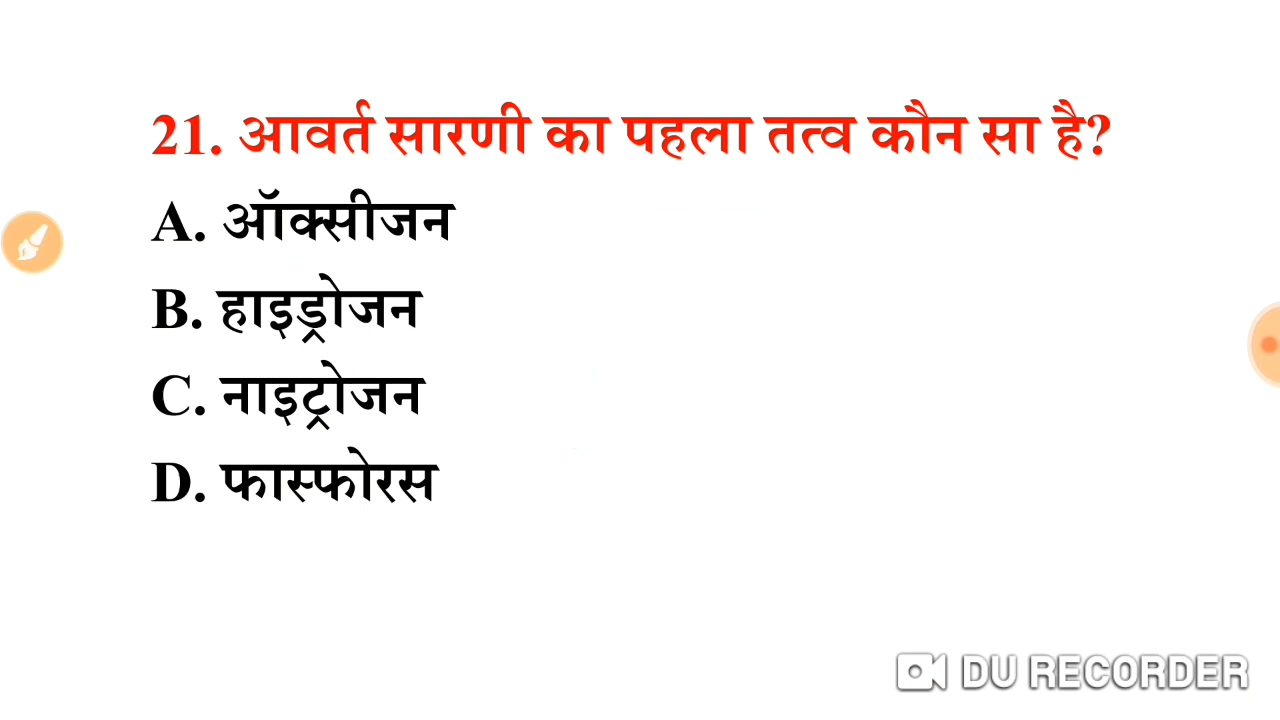 21. आवर्त सारणी का पहला तत्व कौन सा है?
A. ऑक्सीजन
B. हाइड्रोजन
C. नाइट्रोजन
D. फास्फोरस
DU RECORDER